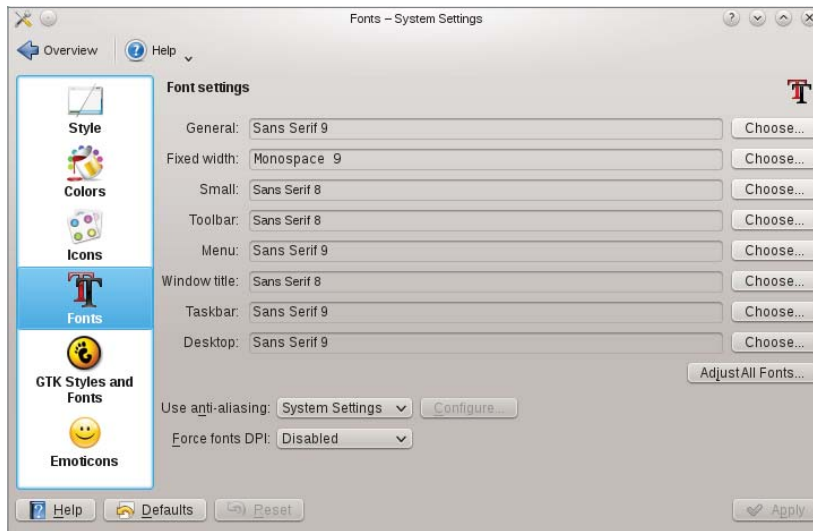 Fonts – System Settings
Overview Help
Style
Colors
Icons
Fonts
GTK Styles and
Fonts
Emoticons
Font settings
General: Sans Serif 9 Choose...
Fixed width: Monospace 9 Choose...
Small: Sans Serif 8 Choose...
Toolbar: Sans Serif 8 Choose...
Menu: Sans Serif 9 Choose...
Window title: Sans Serif 8 Choose...
Taskbar: Sans Serif 9 Choose...
Desktop: Sans Serif 9 Choose...
Adjust All Fonts...
Use anti-aliasing: System Settings Configure...
Force fonts DPI: Disabled
Help Defaults Reset Apply